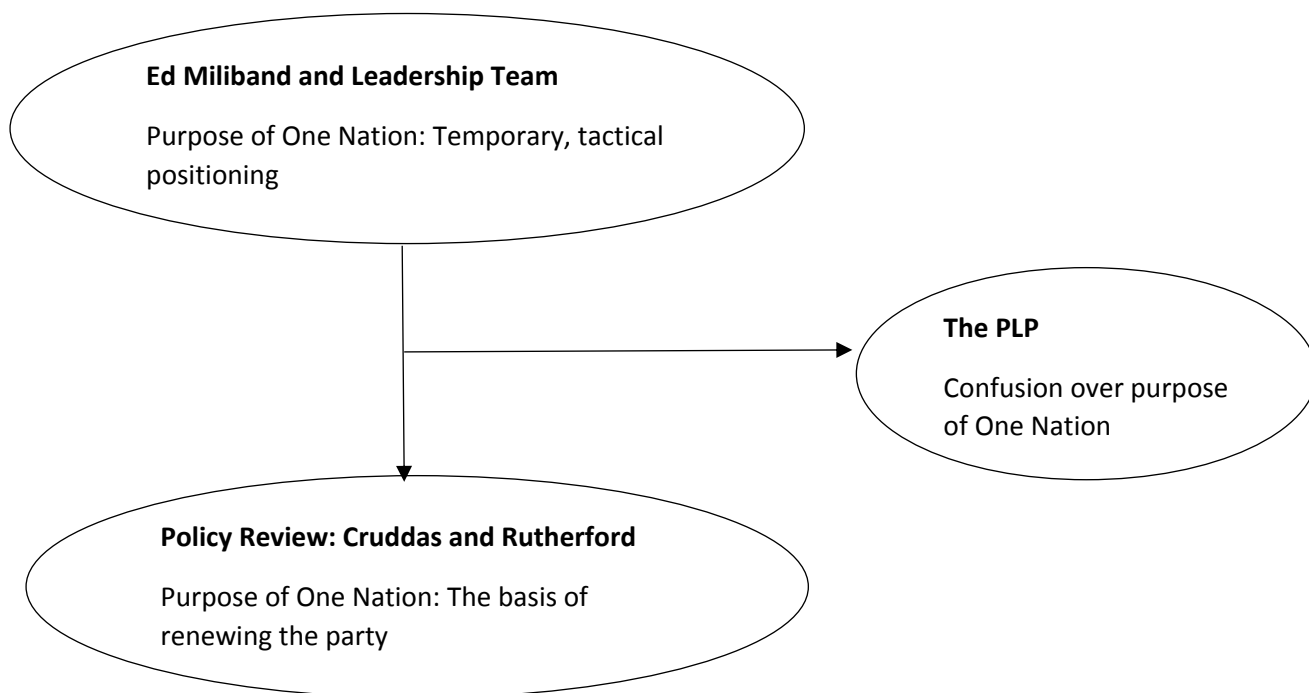 Ed Miliband and Leadership Team
Purpose of One Nation: Temporary, tactical
positioning
The PLP
Confusion over purpose
of One Nation
Policy Review: Cruddas and Rutherford
Purpose of One Nation: The basis of
renewing the party